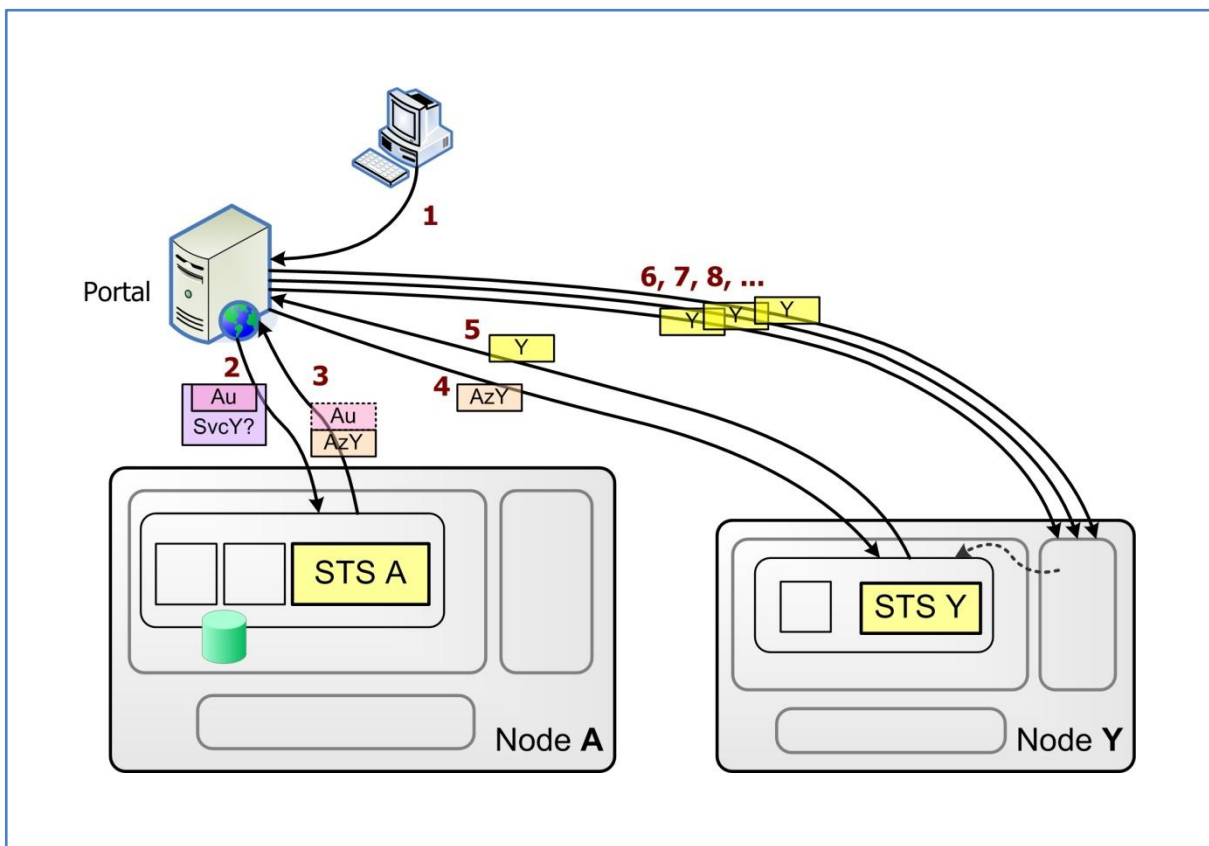 1
Portal
6, 7, 8, ...
Y
Y
Y
5
Y
2
3
4
AzY
Au
SvcY?
Au
AzY
STS A
STS Y
Node A
Node Y